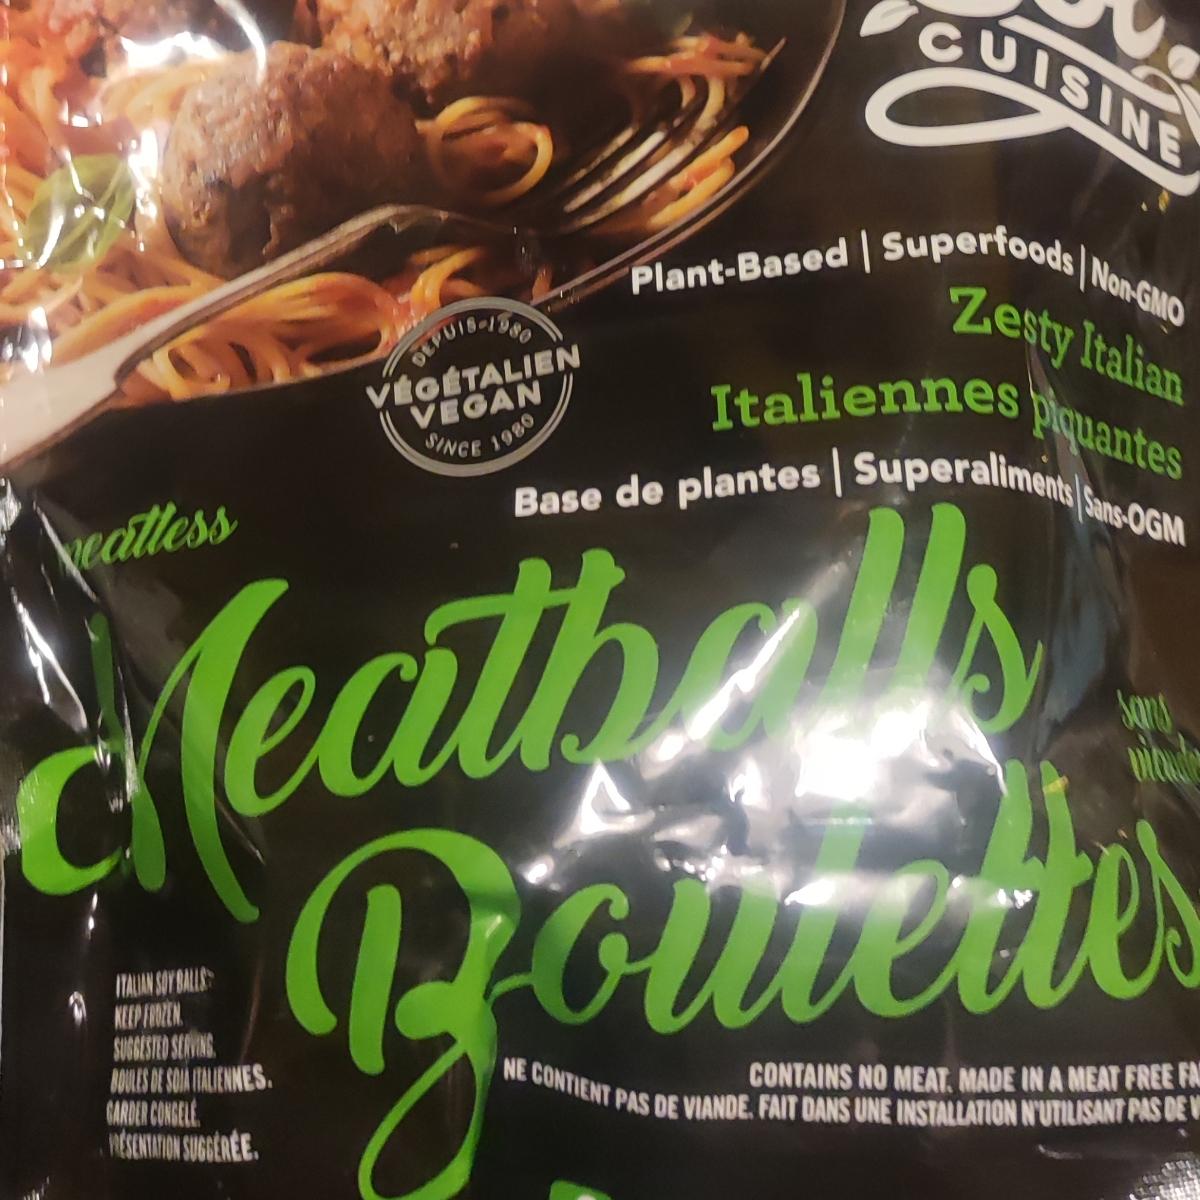 CUISINE
Plant-Based | Superfoods | Non-GMO
Zesty Italian
Italiennes piquantes
Base de plantes | Superaliments | Sans-OGM
DEPUIS-1980
VÉGÉTALIEN
VEGAN
SINCE 1980
meatless
Meatballs
sans
Boulettes
ITALIAN SOY BALLS
KEEP FROZEN.
SUGGESTED SERVING.
BOULES DE SOJA ITALIENNES.
GARDER CONGELÉ.
PRÉSENTATION SUGGÉRÉE.
CONTAINS NO MEAT. MADE IN A MEAT FREE
NE CONTIENT PAS DE VIANDE. FAIT DANS UNE INSTALLATION N'UTILISANT PAS DE